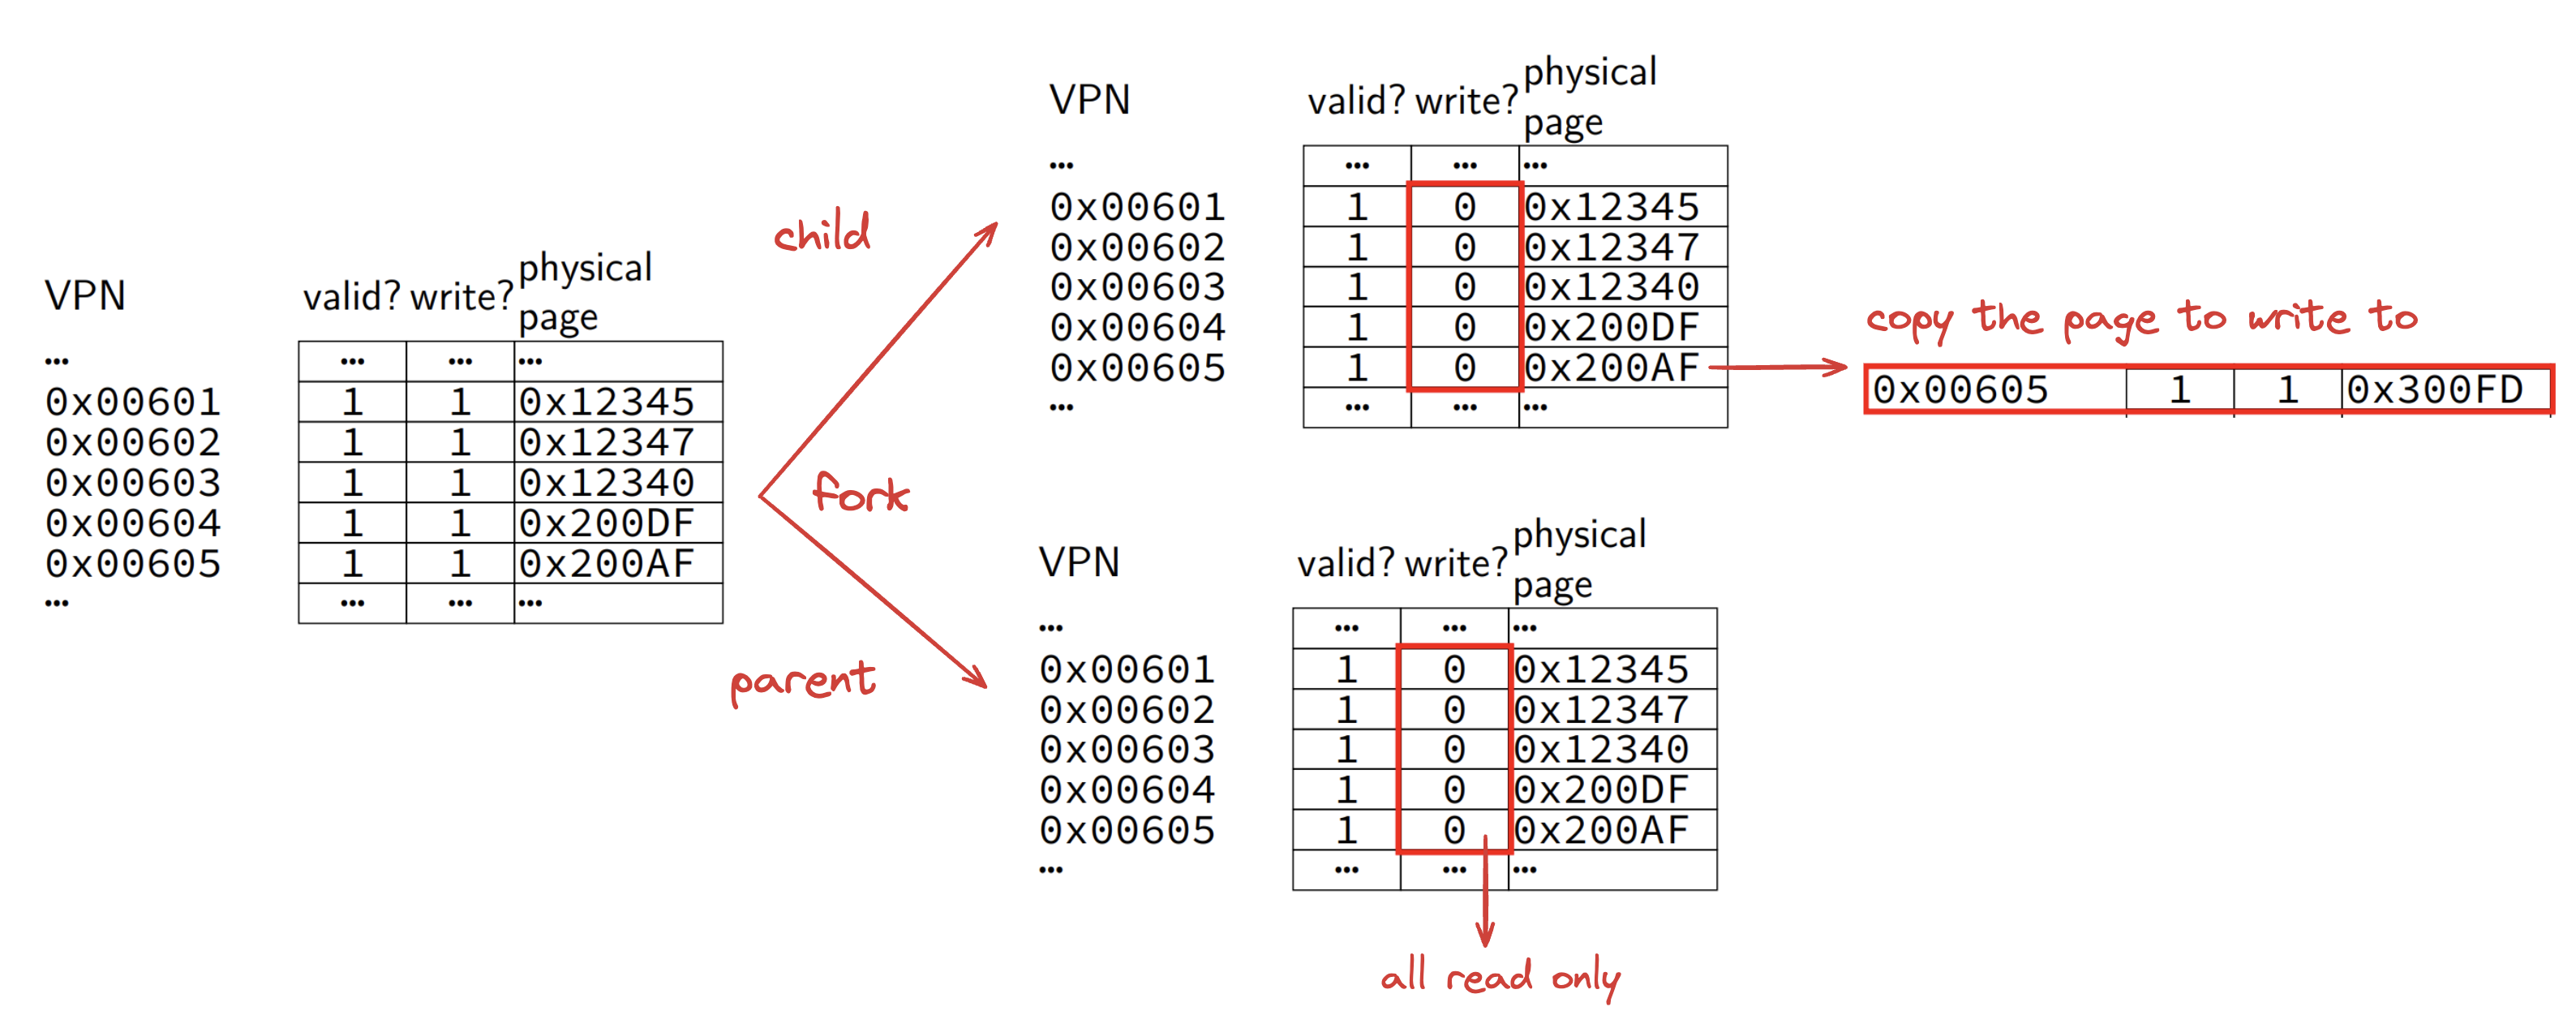 VPN valid? write? physical page
... ... ... ...
0x00601 1 1 0x12345
0x00602 1 1 0x12347
0x00603 1 1 0x12340
0x00604 1 1 0x200DF
0x00605 1 1 0x200AF
... ... ... ...
child
fork
parent
VPN valid? write? physical page
... ... ... ...
0x00601 1 0 0x12345
0x00602 1 0 0x12347
0x00603 1 0 0x12340
0x00604 1 0 0x200DF
0x00605 1 0 0x200AF
... ... ... ...
copy the page to write to
0x00605 1 1 0x300FD
VPN valid? write? physical page
... ... ... ...
0x00601 1 0 0x12345
0x00602 1 0 0x12347
0x00603 1 0 0x12340
0x00604 1 0 0x200DF
0x00605 1 0 0x200AF
... ... ... ...
all read only